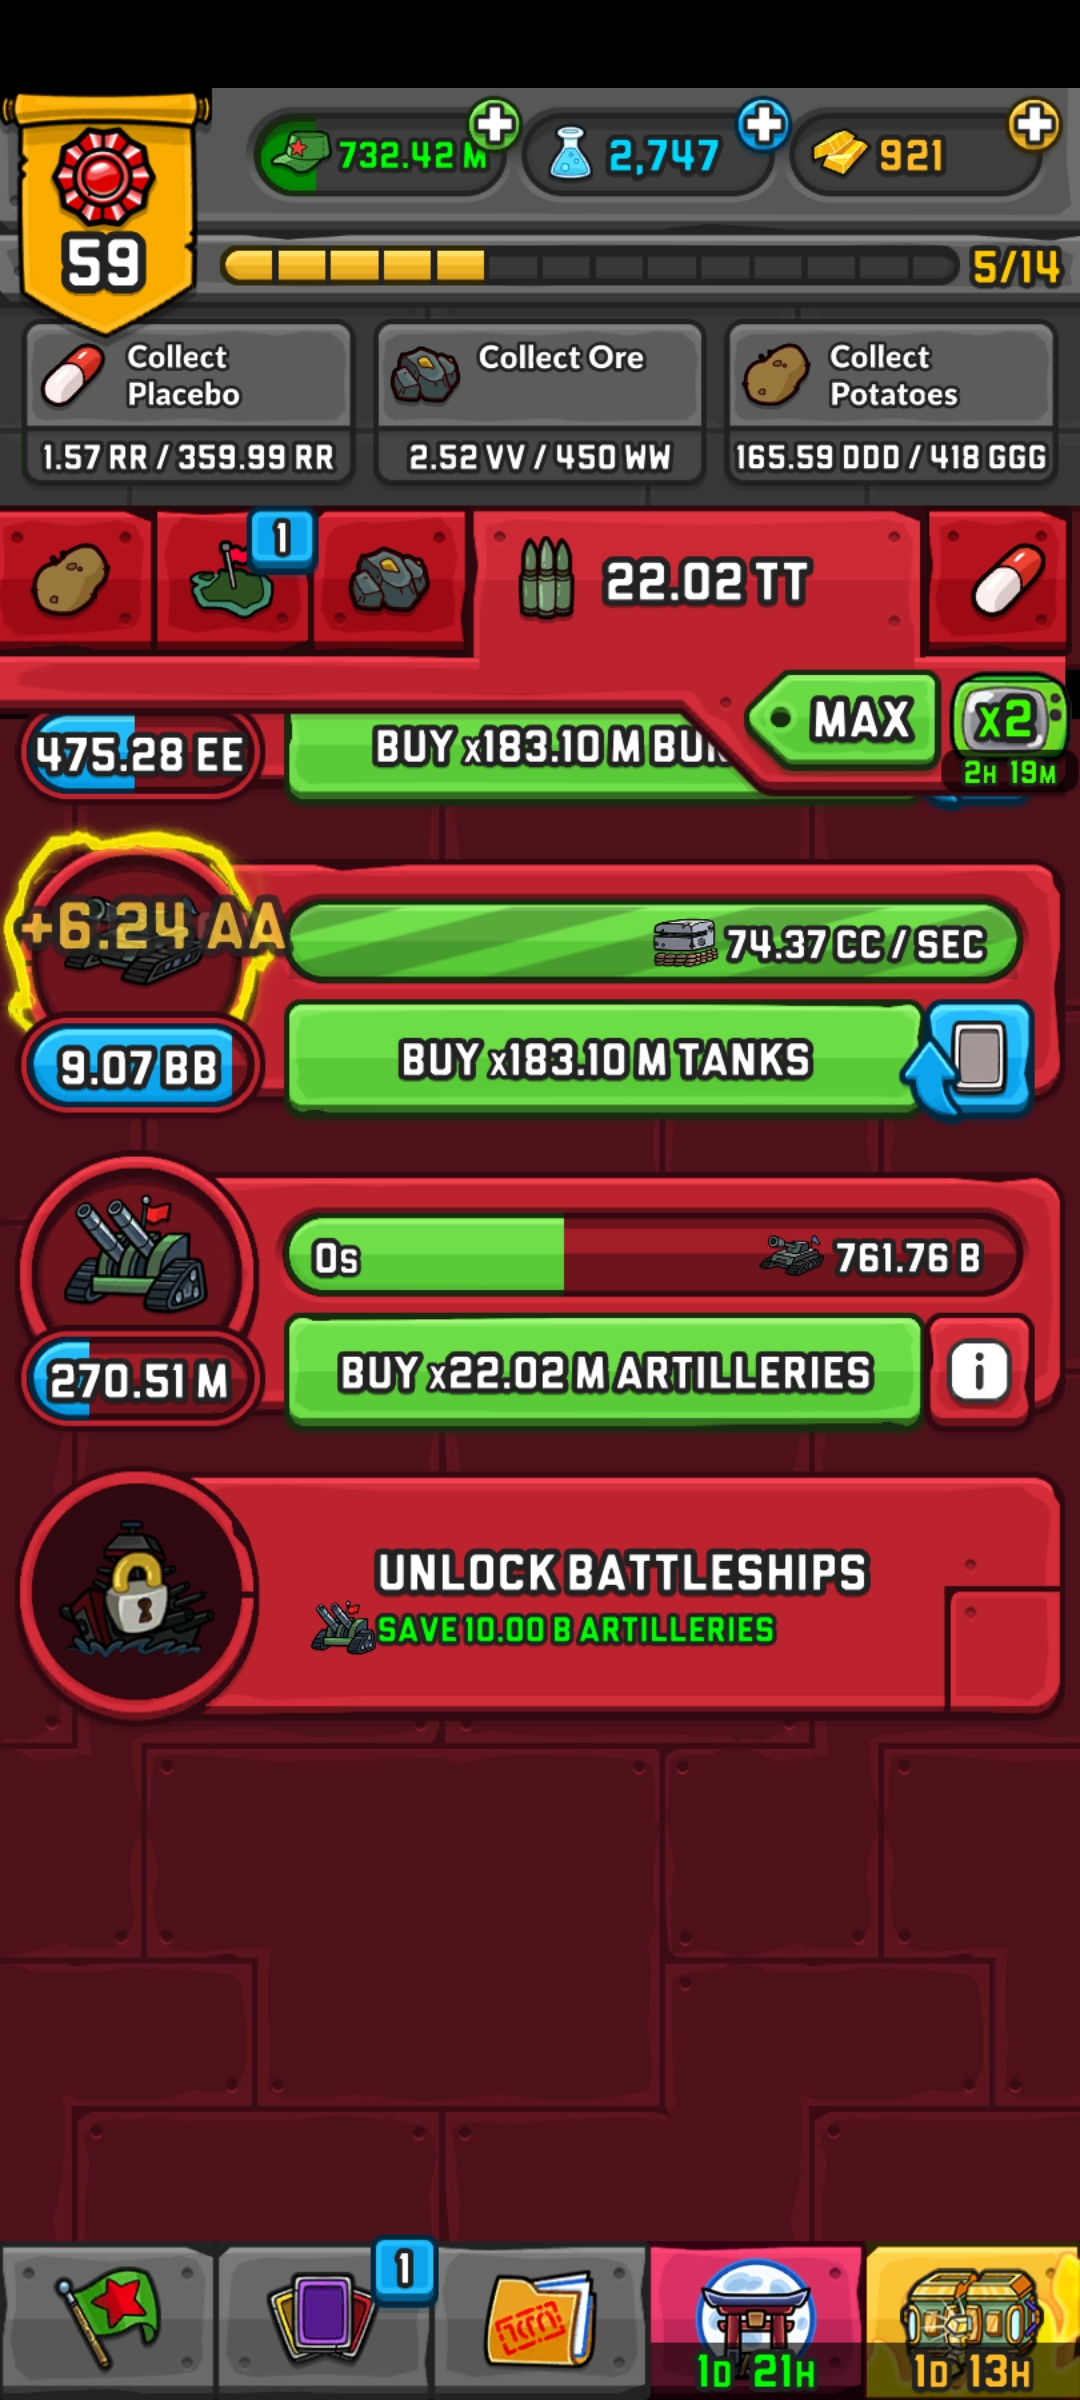 732.42 M
2,747
921
59
5/14
Collect
Placebo
1.57 RR / 359.99 RR
Collect Ore
2.52 VV / 450 WW
Collect
Potatoes
165.59 DDD / 418 GGG
1
22.02 TT
MAX
x2
2H 19M
475.28 EE
BUY x183.10 M
+6.24 AA
74.37 CC / SEC
9.07 BB
BUY x183.10 M TANKS
0s
761.76 B
270.51 M
BUY x22.02 M ARTILLERIES
i
UNLOCK BATTLESHIPS
SAVE 10.00 B ARTILLERIES
1
1D 21H
1D 13H